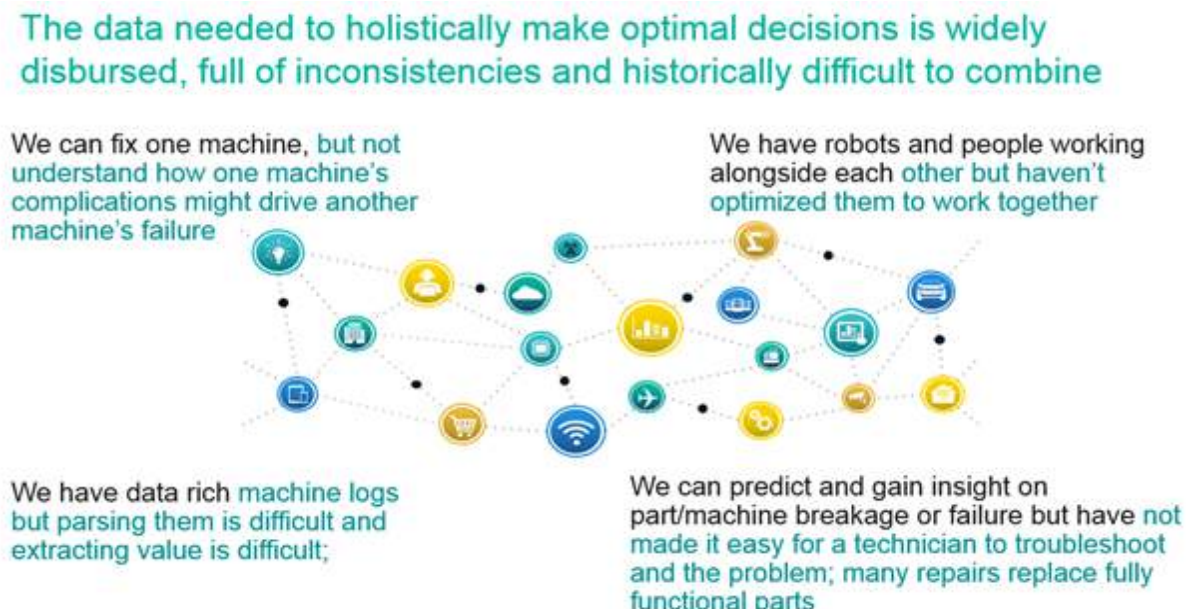 The data needed to holistically make optimal decisions is widely
disbursed, full of inconsistencies and historically difficult to combine
We can fix one machine, but not
understand how one machine's
complications might drive another
machine's failure
We have robots and people working
alongside each other but haven't
optimized them to work together
We have data rich machine logs
but parsing them is difficult and
extracting value is difficult;
We can predict and gain insight on
part/machine breakage or failure but have not
made it easy for a technician to troubleshoot
and the problem; many repairs replace fully
functional parts